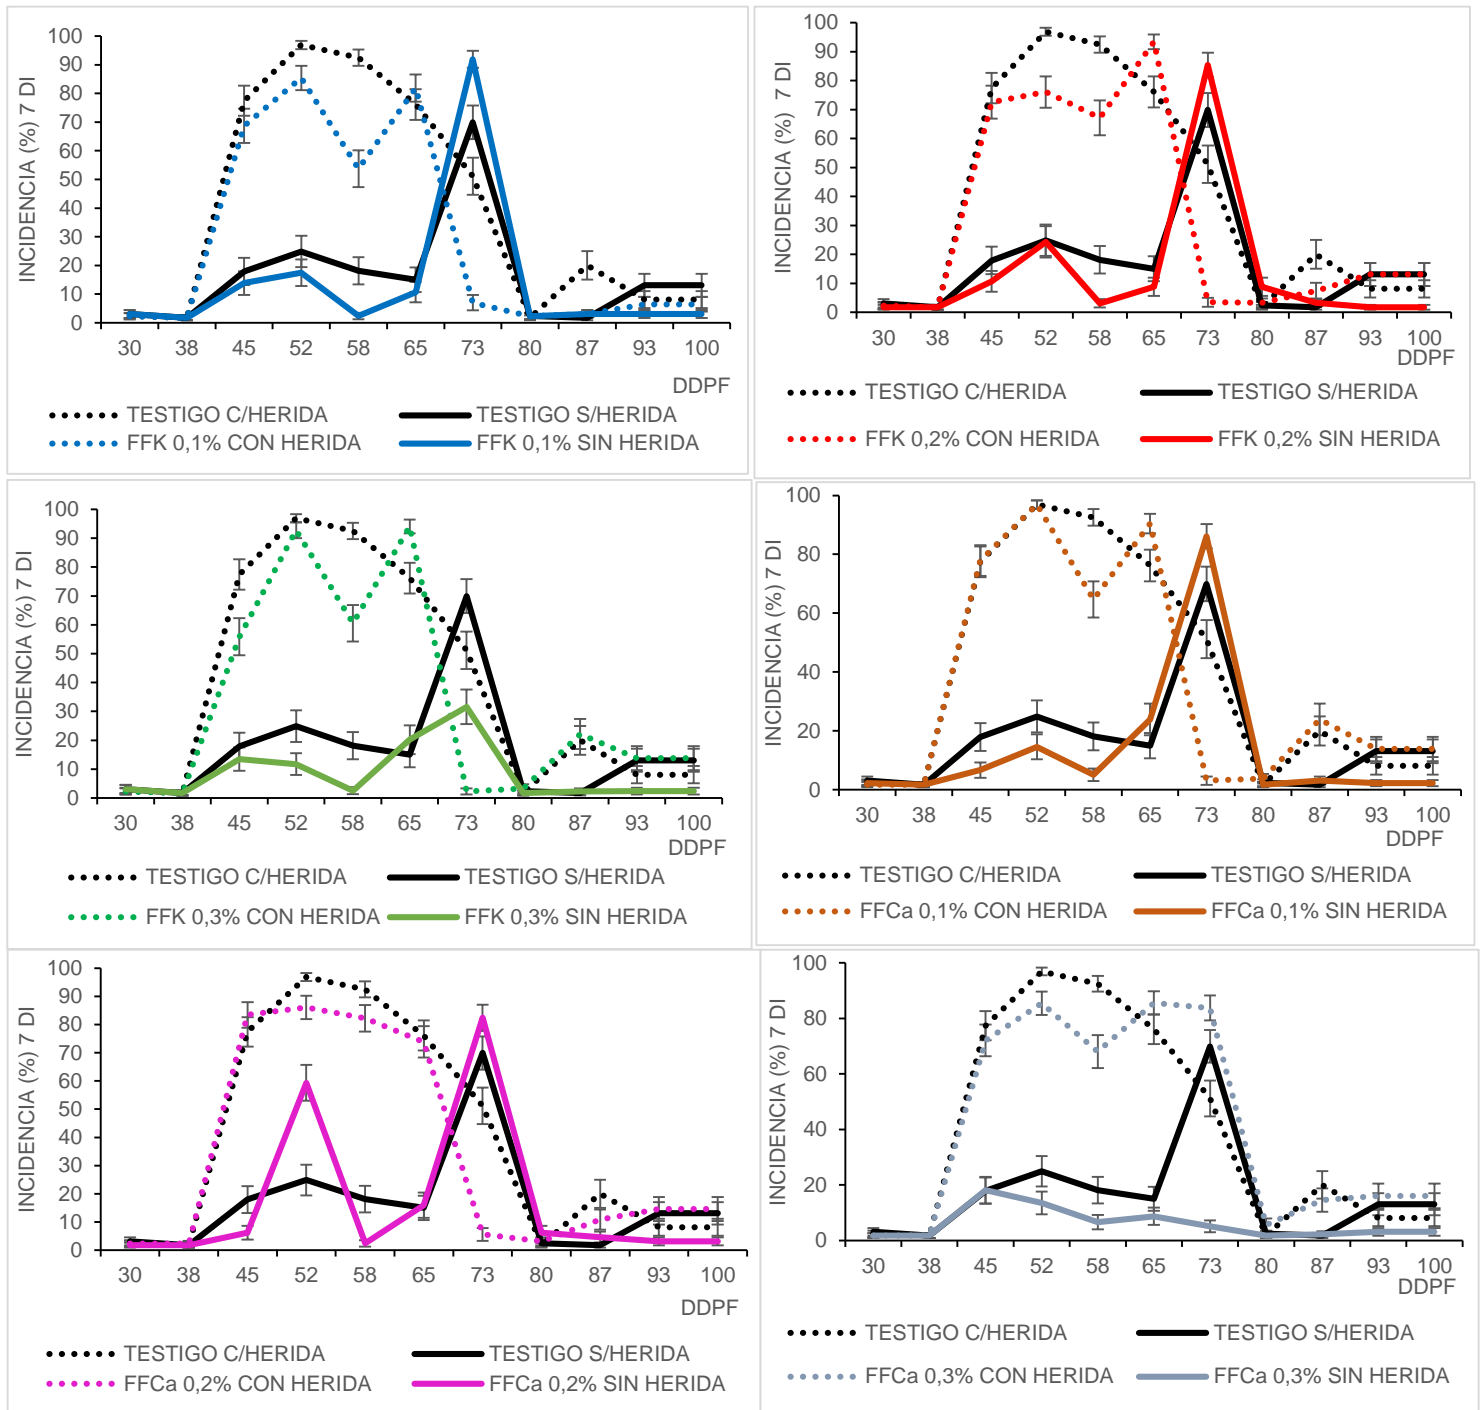 INCIDENCIA (%) 7 DI
100
90
80
70
60
50
40
30
20
10
0
30 38 45 52 58 65 73 80 87 93 100
DDPF
TESTIGO C/HERIDA TESTIGO S/HERIDA
FFK 0,1% CON HERIDA FFK 0,1% SIN HERIDA
INCIDENCIA (%) 7 DI
100
90
80
70
60
50
40
30
20
10
0
30 38 45 52 58 65 73 80 87 93 100
DDPF
TESTIGO C/HERIDA TESTIGO S/HERIDA
FFK 0,2% CON HERIDA FFK 0,2% SIN HERIDA
INCIDENCIA (%) 7 DI
100
90
80
70
60
50
40
30
20
10
0
30 38 45 52 58 65 73 80 87 93 100
DDPF
TESTIGO C/HERIDA TESTIGO S/HERIDA
FFK 0,3% CON HERIDA FFK 0,3% SIN HERIDA
INCIDENCIA (%) 7 DI
100
80
60
40
20
0
30 38 45 52 58 65 73 80 87 93 100
DDPF
TESTIGO C/HERIDA TESTIGO S/HERIDA
FFCa 0,1% CON HERIDA FFCa 0,1% SIN HERIDA
INCIDENCIA (%) 7 DI
100
90
80
70
60
50
40
30
20
10
0
30 38 45 52 58 65 73 80 87 93 100
DDPF
TESTIGO C/HERIDA TESTIGO S/HERIDA
FFCa 0,2% CON HERIDA FFCa 0,2% SIN HERIDA
INCIDENCIA (%) 7 DI
100
80
60
40
20
0
30 38 45 52 58 65 73 80 87 93 100
DDPF
TESTIGO C/HERIDA TESTIGO S/HERIDA
FFCa 0,3% CON HERIDA FFCa 0,3% SIN HERIDA